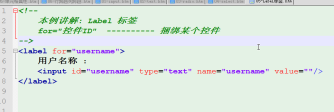 <!--
本例讲解: Label 标签
for="控件ID" ---------- 捆绑某个控件
-->
<label for="username">
用户名称 :
<input id="username" type="text" name="username" value=""/>
</label>